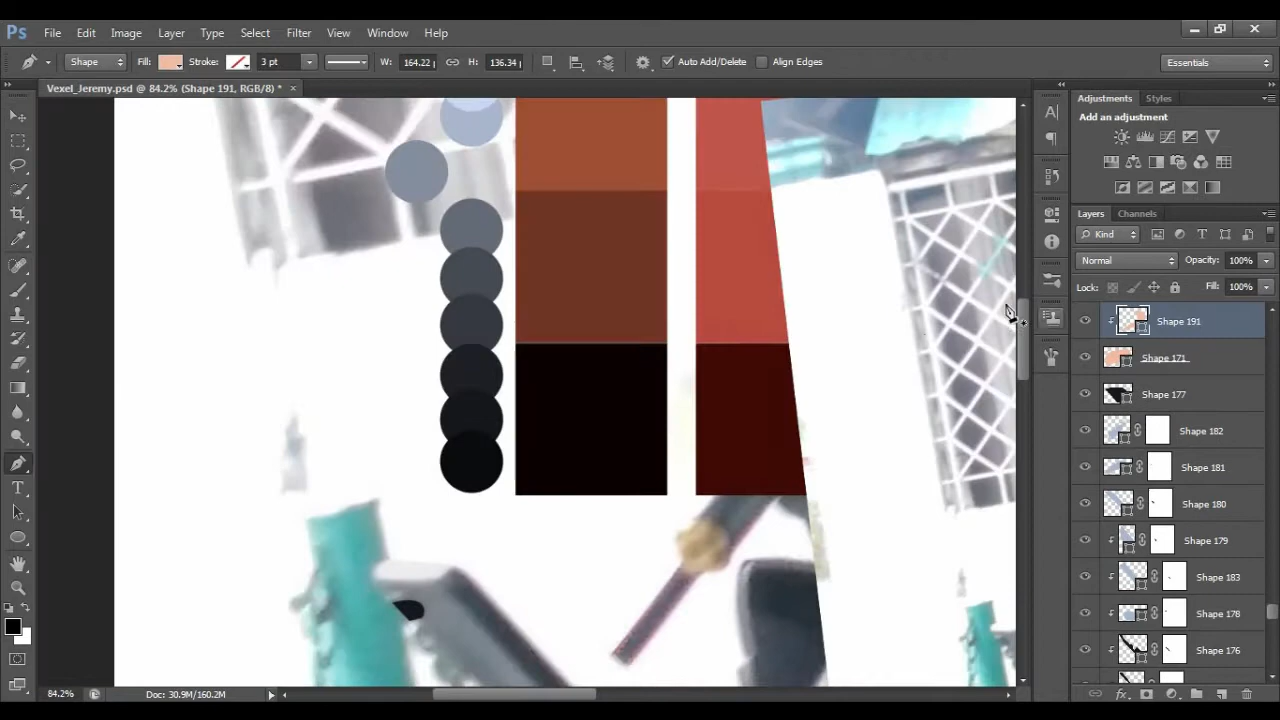 Ps File Edit Image Layer Type Select Filter View Window Help
Shape Fill: Stroke: 3 pt W: 164.22 H: 136.34 Auto Add/Delete Align Edges Essentials
Vexel_Jeremy.psd @ 84.2% (Shape 191, RGB/8) *
Adjustments Styles
Add an adjustment
Layers Channels
Kind
Normal Opacity: 100%
Lock: Fill: 100%
Shape 191
Shape 171
Shape 177
Shape 182
Shape 181
Shape 180
Shape 179
Shape 183
Shape 178
Shape 176
84.2% Doc: 30.9M/160.2M